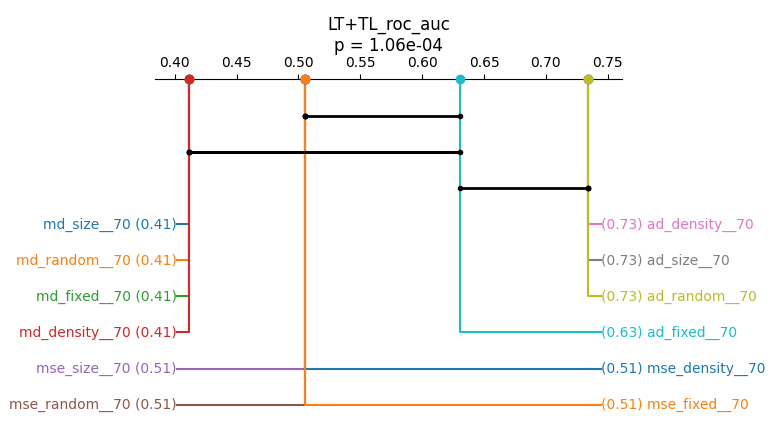 LT+TL_roc_auc
p = 1.06e-04
0.40 0.45 0.50 0.55 0.60 0.65 0.70 0.75
md_size__70 (0.41) (0.73) ad_density__70
md_random__70 (0.41) (0.73) ad_size__70
md_fixed__70 (0.41) (0.73) ad_random__70
md_density__70 (0.41) (0.63) ad_fixed__70
mse_size__70 (0.51) (0.51) mse_density__70
mse_random__70 (0.51) (0.51) mse_fixed__70